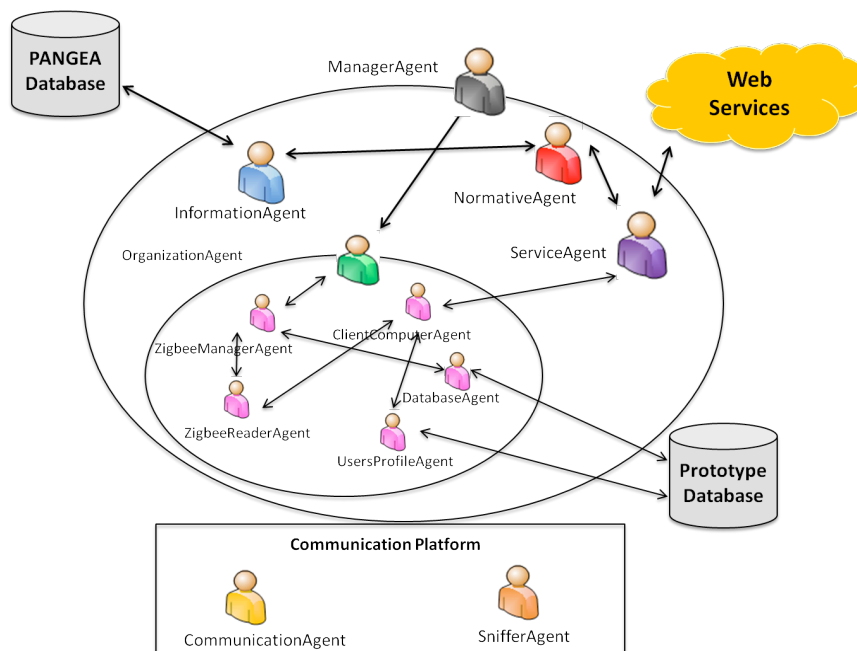 PANGEA
Database
ManagerAgent
Web
Services
InformationAgent
NormativeAgent
OrganizationAgent
ServiceAgent
ClientComputerAgent
ZigbeeManagerAgent
DatabaseAgent
ZigbeeReaderAgent
UsersProfileAgent
Prototype
Database
Communication Platform
CommunicationAgent
SnifferAgent